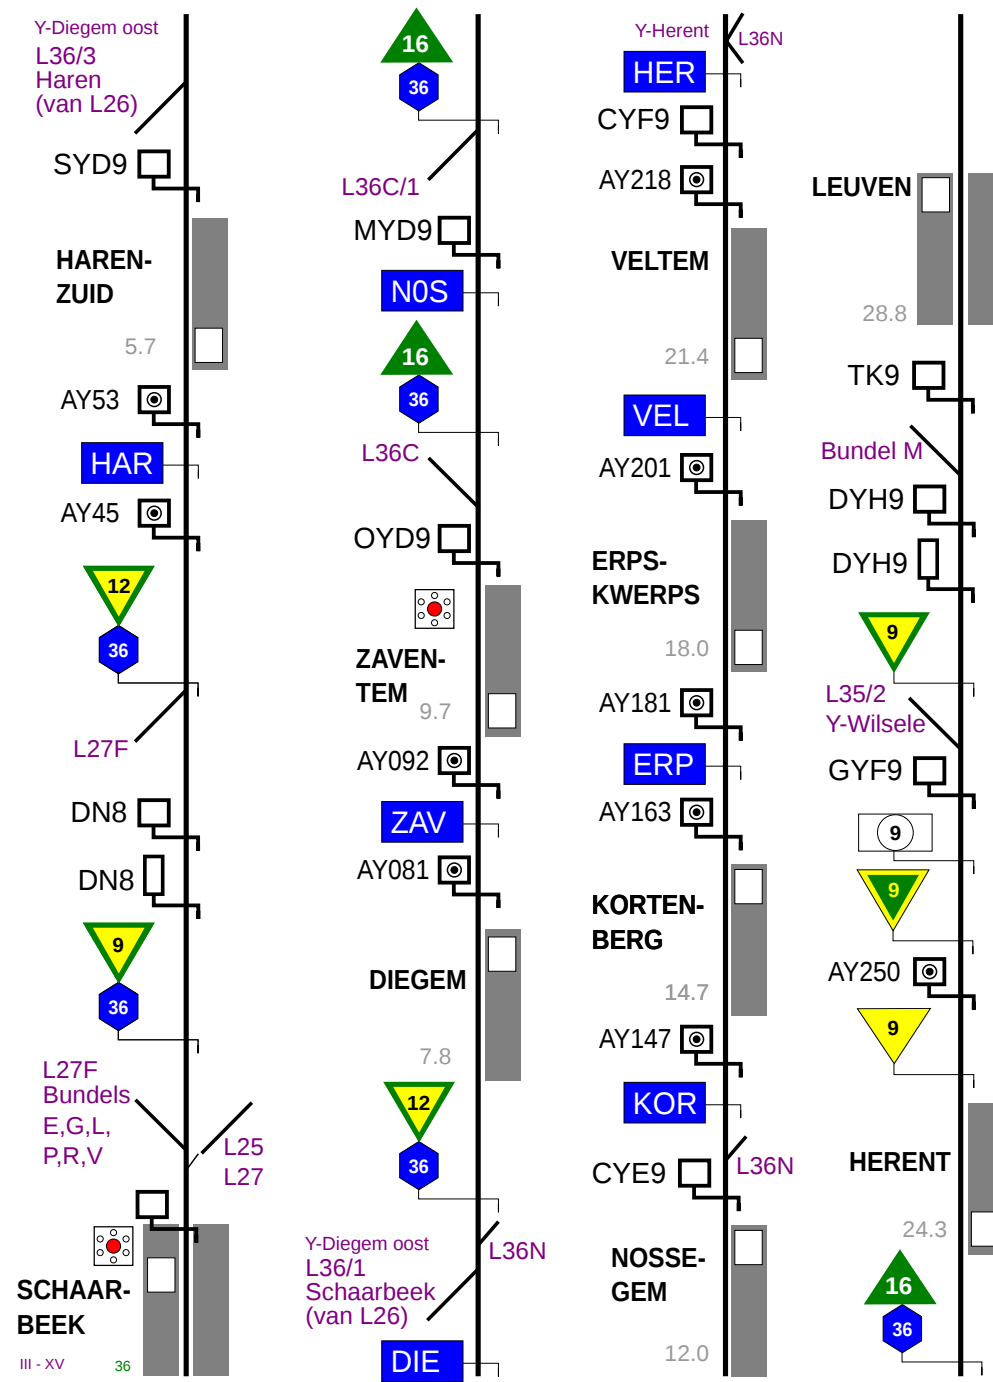 Y-Diegem oost
L36/3
Haren
(van L26)
SYD9
HAREN-
ZUID
5.7
AY53
HAR
AY45
12
36
L27F
DN8
DN8
9
36
L27F
Bundels
E,G,L,
P,R,V
L25
L27
SCHAAR-
BEEK
III - XV
36
16
36
L36C/1
MYD9
N0S
16
36
L36C
OYD9
ZAVEN-
TEM
9.7
AY092
ZAV
AY081
DIEGEM
7.8
12
36
L36N
Y-Diegem oost
L36/1
Schaarbeek
(van L26)
DIE
Y-Herent
L36N
HER
CYF9
AY218
VELTEM
21.4
VEL
AY201
ERPS-
KWERPS
18.0
AY181
ERP
AY163
KORTEN-
BERG
14.7
AY147
KOR
L36N
CYE9
NOSSE-
GEM
12.0
LEUVEN
28.8
TK9
Bundel M
DYH9
DYH9
9
L35/2
Y-Wilsele
GYF9
9
9
AY250
9
HERENT
24.3
16
36